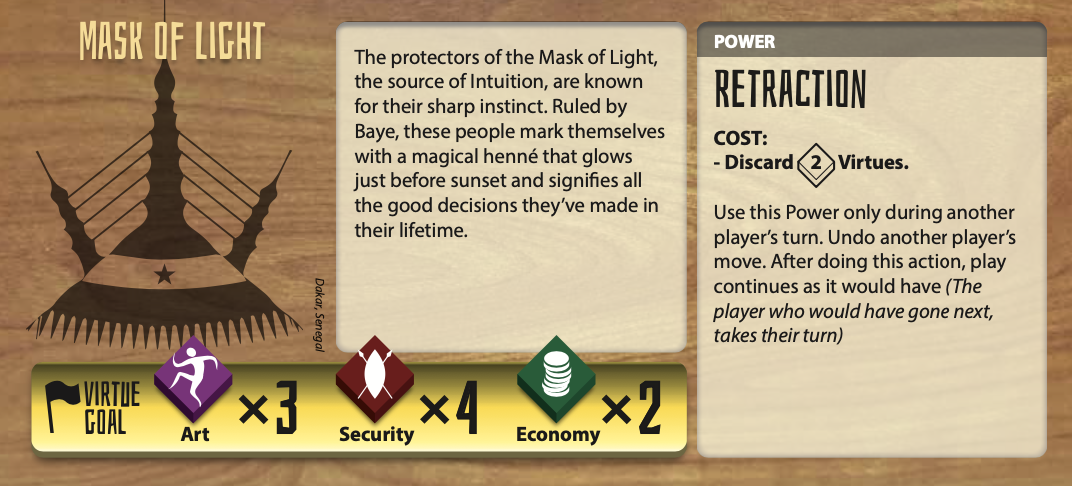 MASK OF LIGHT
The protectors of the Mask of Light,
the source of Intuition, are known
for their sharp instinct. Ruled by
Baye, these people mark themselves
with a magical henné that glows
just before sunset and signifies all
the good decisions they’ve made in
their lifetime.
Dakar, Senegal
VIRTUE
GOAL
×3
Art
×4
Security
×2
Economy
POWER
RETRACTION
COST:
- Discard 2 Virtues.
Use this Power only during another
player’s turn. Undo another player’s
move. After doing this action, play
continues as it would have (The
player who would have gone next,
takes their turn)